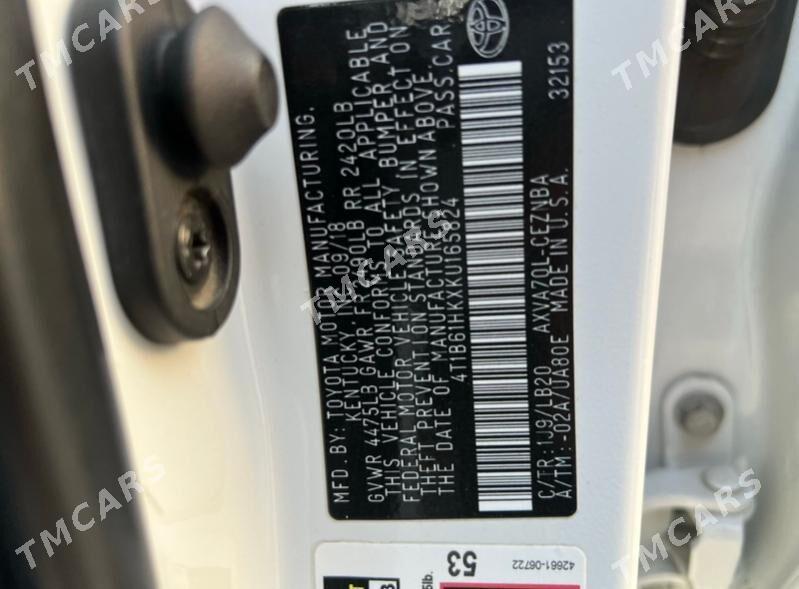 MFD. BY: TOYOTA MOTOR MANUFACTURING,
KENTUCKY, INC. 09/18
GVWR 4475LB GAWR FR 2480LB RR 2420LB
THIS VEHICLE CONFORMS TO ALL APPLICABLE
FEDERAL MOTOR VEHICLE SAFETY, BUMPER, AND
THEFT PREVENTION STANDARDS IN EFFECT ON
THE DATE OF MANUFACTURE SHOWN ABOVE.
4T1B61HKXKU165824 PASS.CAR
C/TR:1J9/LB20 AXVA70L-CEZNBA 32153
A/TM:-02A/UA80E MADE IN U.S.A.
53
42661-06722
TMCARS
TMCARS
TMCARS
TMCARS
TMCARS
TMCARS
TMCARS